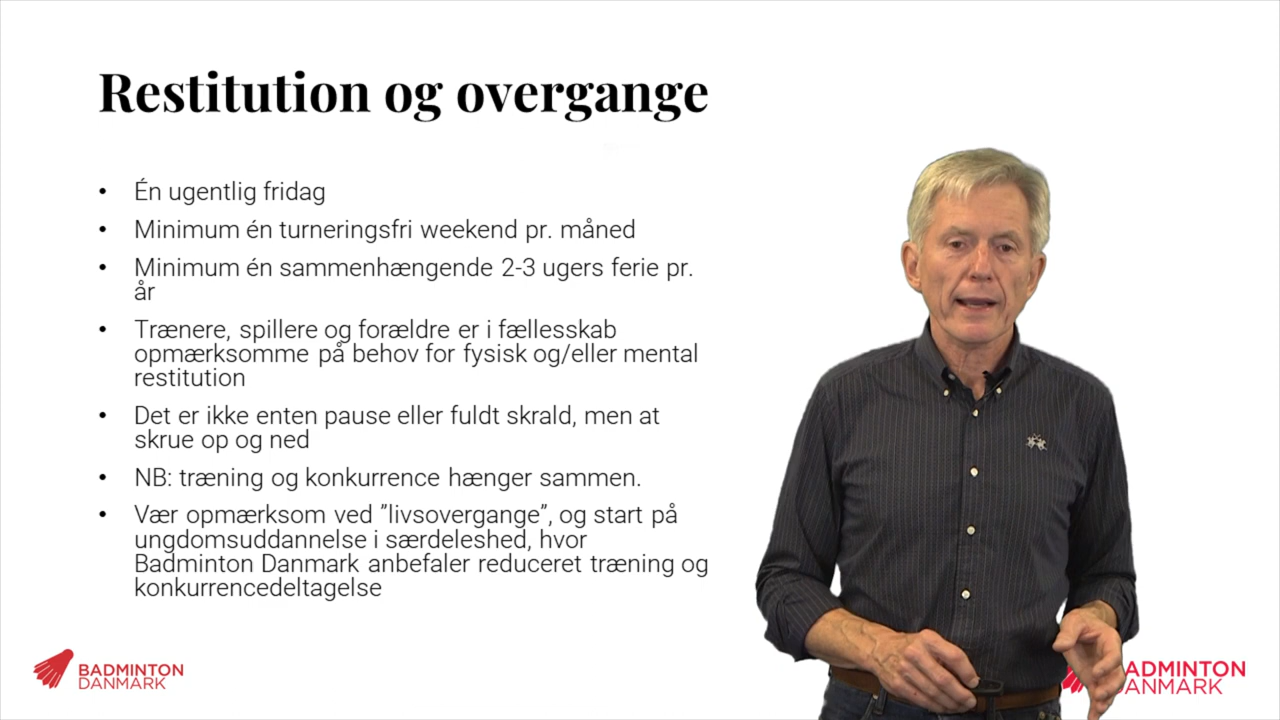 Restitution og overgange
• Én ugentlig fridag
• Minimum én turneringsfri weekend pr. måned
• Minimum én sammenhængende 2-3 ugers ferie pr.
år
• Trænere, spillere og forældre er i fællesskab
opmærksomme på behov for fysisk og/eller mental
restitution
• Det er ikke enten pause eller fuldt skrald, men at
skrue op og ned
• NB: træning og konkurrence hænger sammen.
• Vær opmærksom ved ”livsovergange”, og start på
ungdomsuddannelse i særdeleshed, hvor
Badminton Danmark anbefaler reduceret træning og
konkurrencedeltagelse
BADMINTON
DANMARK
ADMINTON
DANMARK